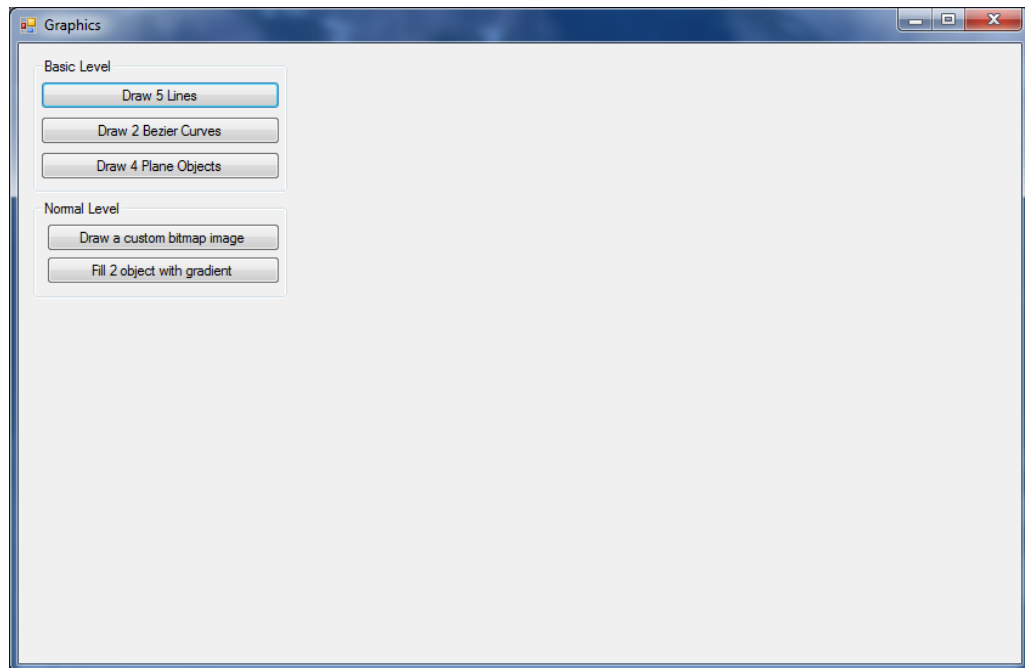 Graphics
Basic Level
Draw 5 Lines
Draw 2 Bezier Curves
Draw 4 Plane Objects
Normal Level
Draw a custom bitmap image
Fill 2 object with gradient